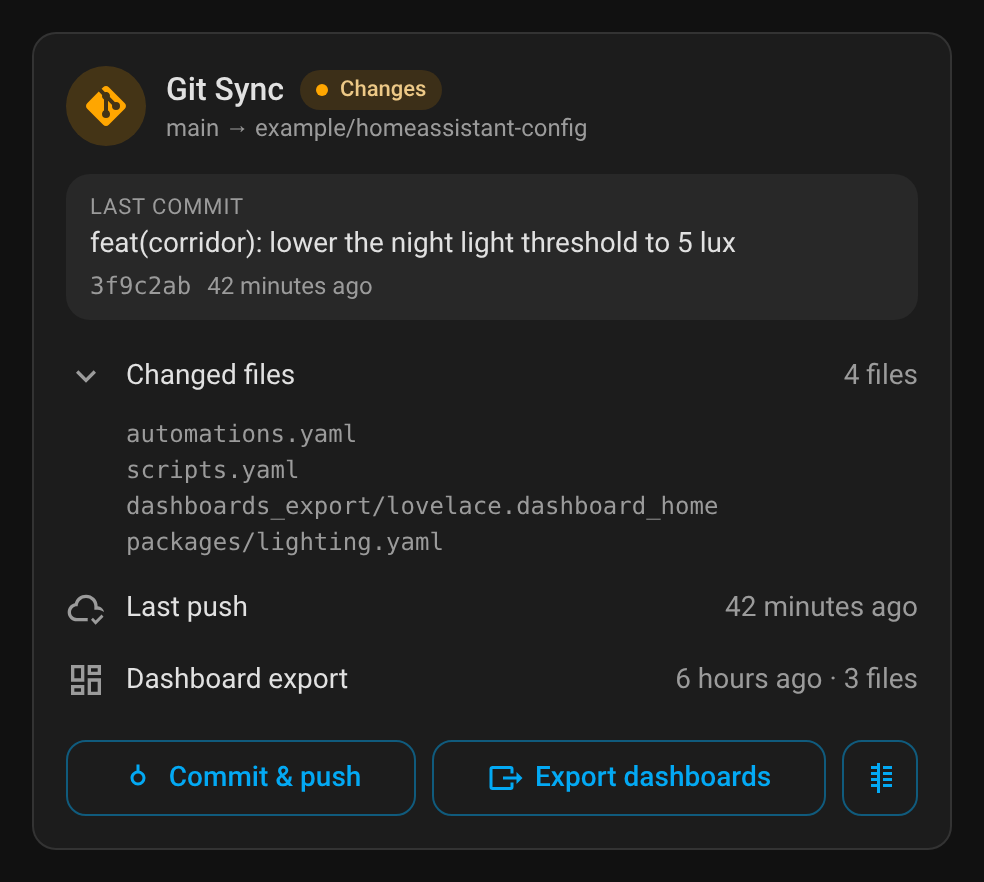 Git Sync
Changes
main → example/homeassistant-config
LAST COMMIT
feat(corridor): lower the night light threshold to 5 lux
3f9c2ab 42 minutes ago
Changed files 4 files
automations.yaml
scripts.yaml
dashboards_export/lovelace.dashboard_home
packages/lighting.yaml
Last push 42 minutes ago
Dashboard export 6 hours ago · 3 files
Commit & push
Export dashboards